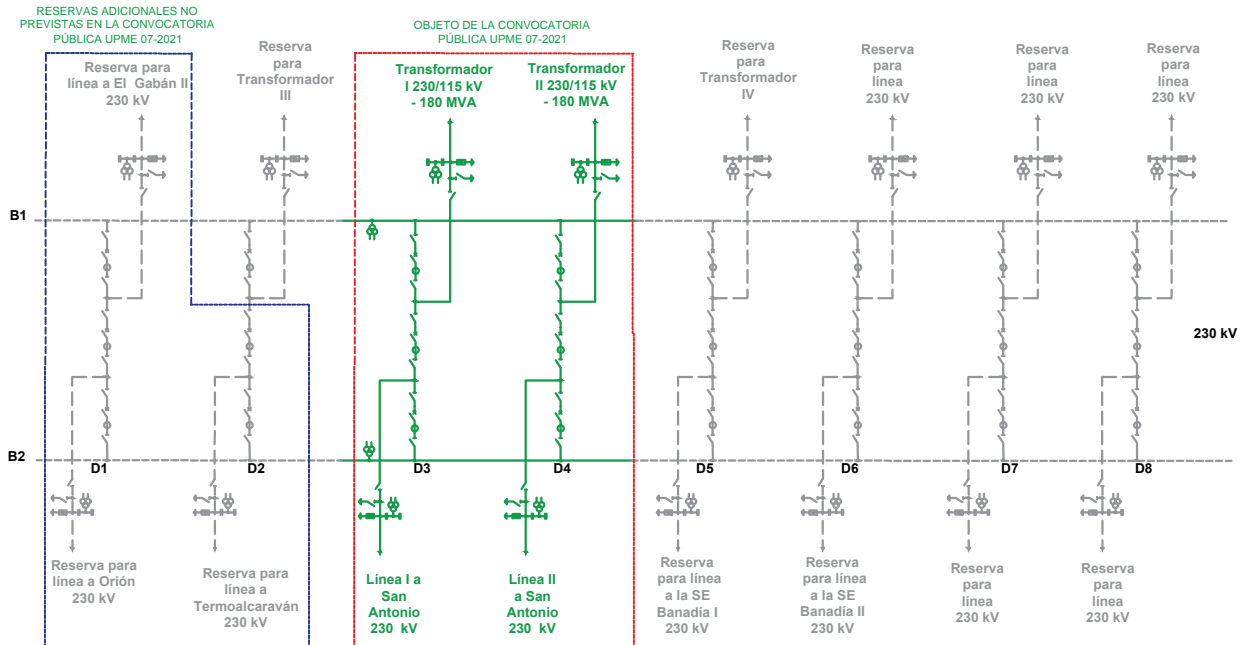 RESERVAS ADICIONALES NO
PREVISTAS EN LA CONVOCATORIA
PÚBLICA UPME 07-2021
OBJETO DE LA CONVOCATORIA
PÚBLICA UPME 07-2021
Reserva para
línea a El Gabán II
230 kV
Reserva
para
Transformador
III
Transformador
I 230/115 kV
- 180 MVA
Transformador
II 230/115 kV
- 180 MVA
Reserva
para
Transformador
IV
Reserva
para
línea
230 kV
Reserva
para
línea
230 kV
Reserva
para
línea
230 kV
B1
230 kV
B2
D1
D2
D3
D4
D5
D6
D7
D8
Reserva para
línea a Orión
230 kV
Reserva para
línea a
Termoalcaraván
230 kV
Línea I a
San
Antonio
230 kV
Línea II
a San
Antonio
230 kV
Reserva
para línea
a la SE
Banadía I
230 kV
Reserva
para línea
a la SE
Banadía II
230 kV
Reserva
para
línea
230 kV
Reserva
para
línea
230 kV